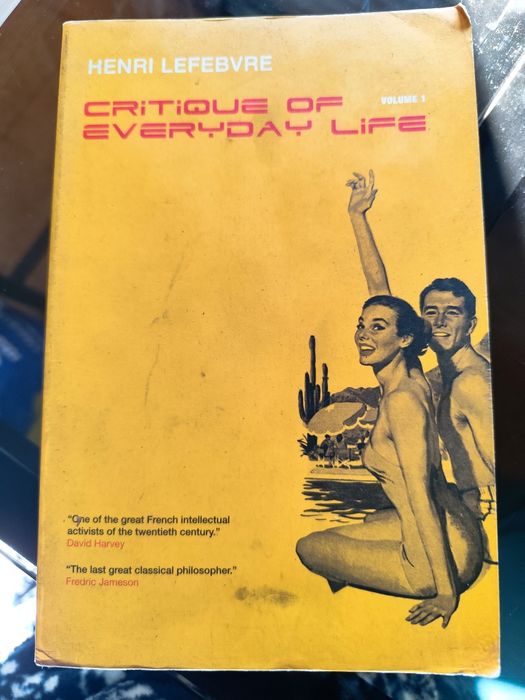 HENRI LEFEBVRE
CRITIQUE OF
VOLUME 1
EVERYDAY LIFE
“One of the great French intellectual
activists of the twentieth century.”
David Harvey
“The last great classical philosopher.”
Fredric Jameson